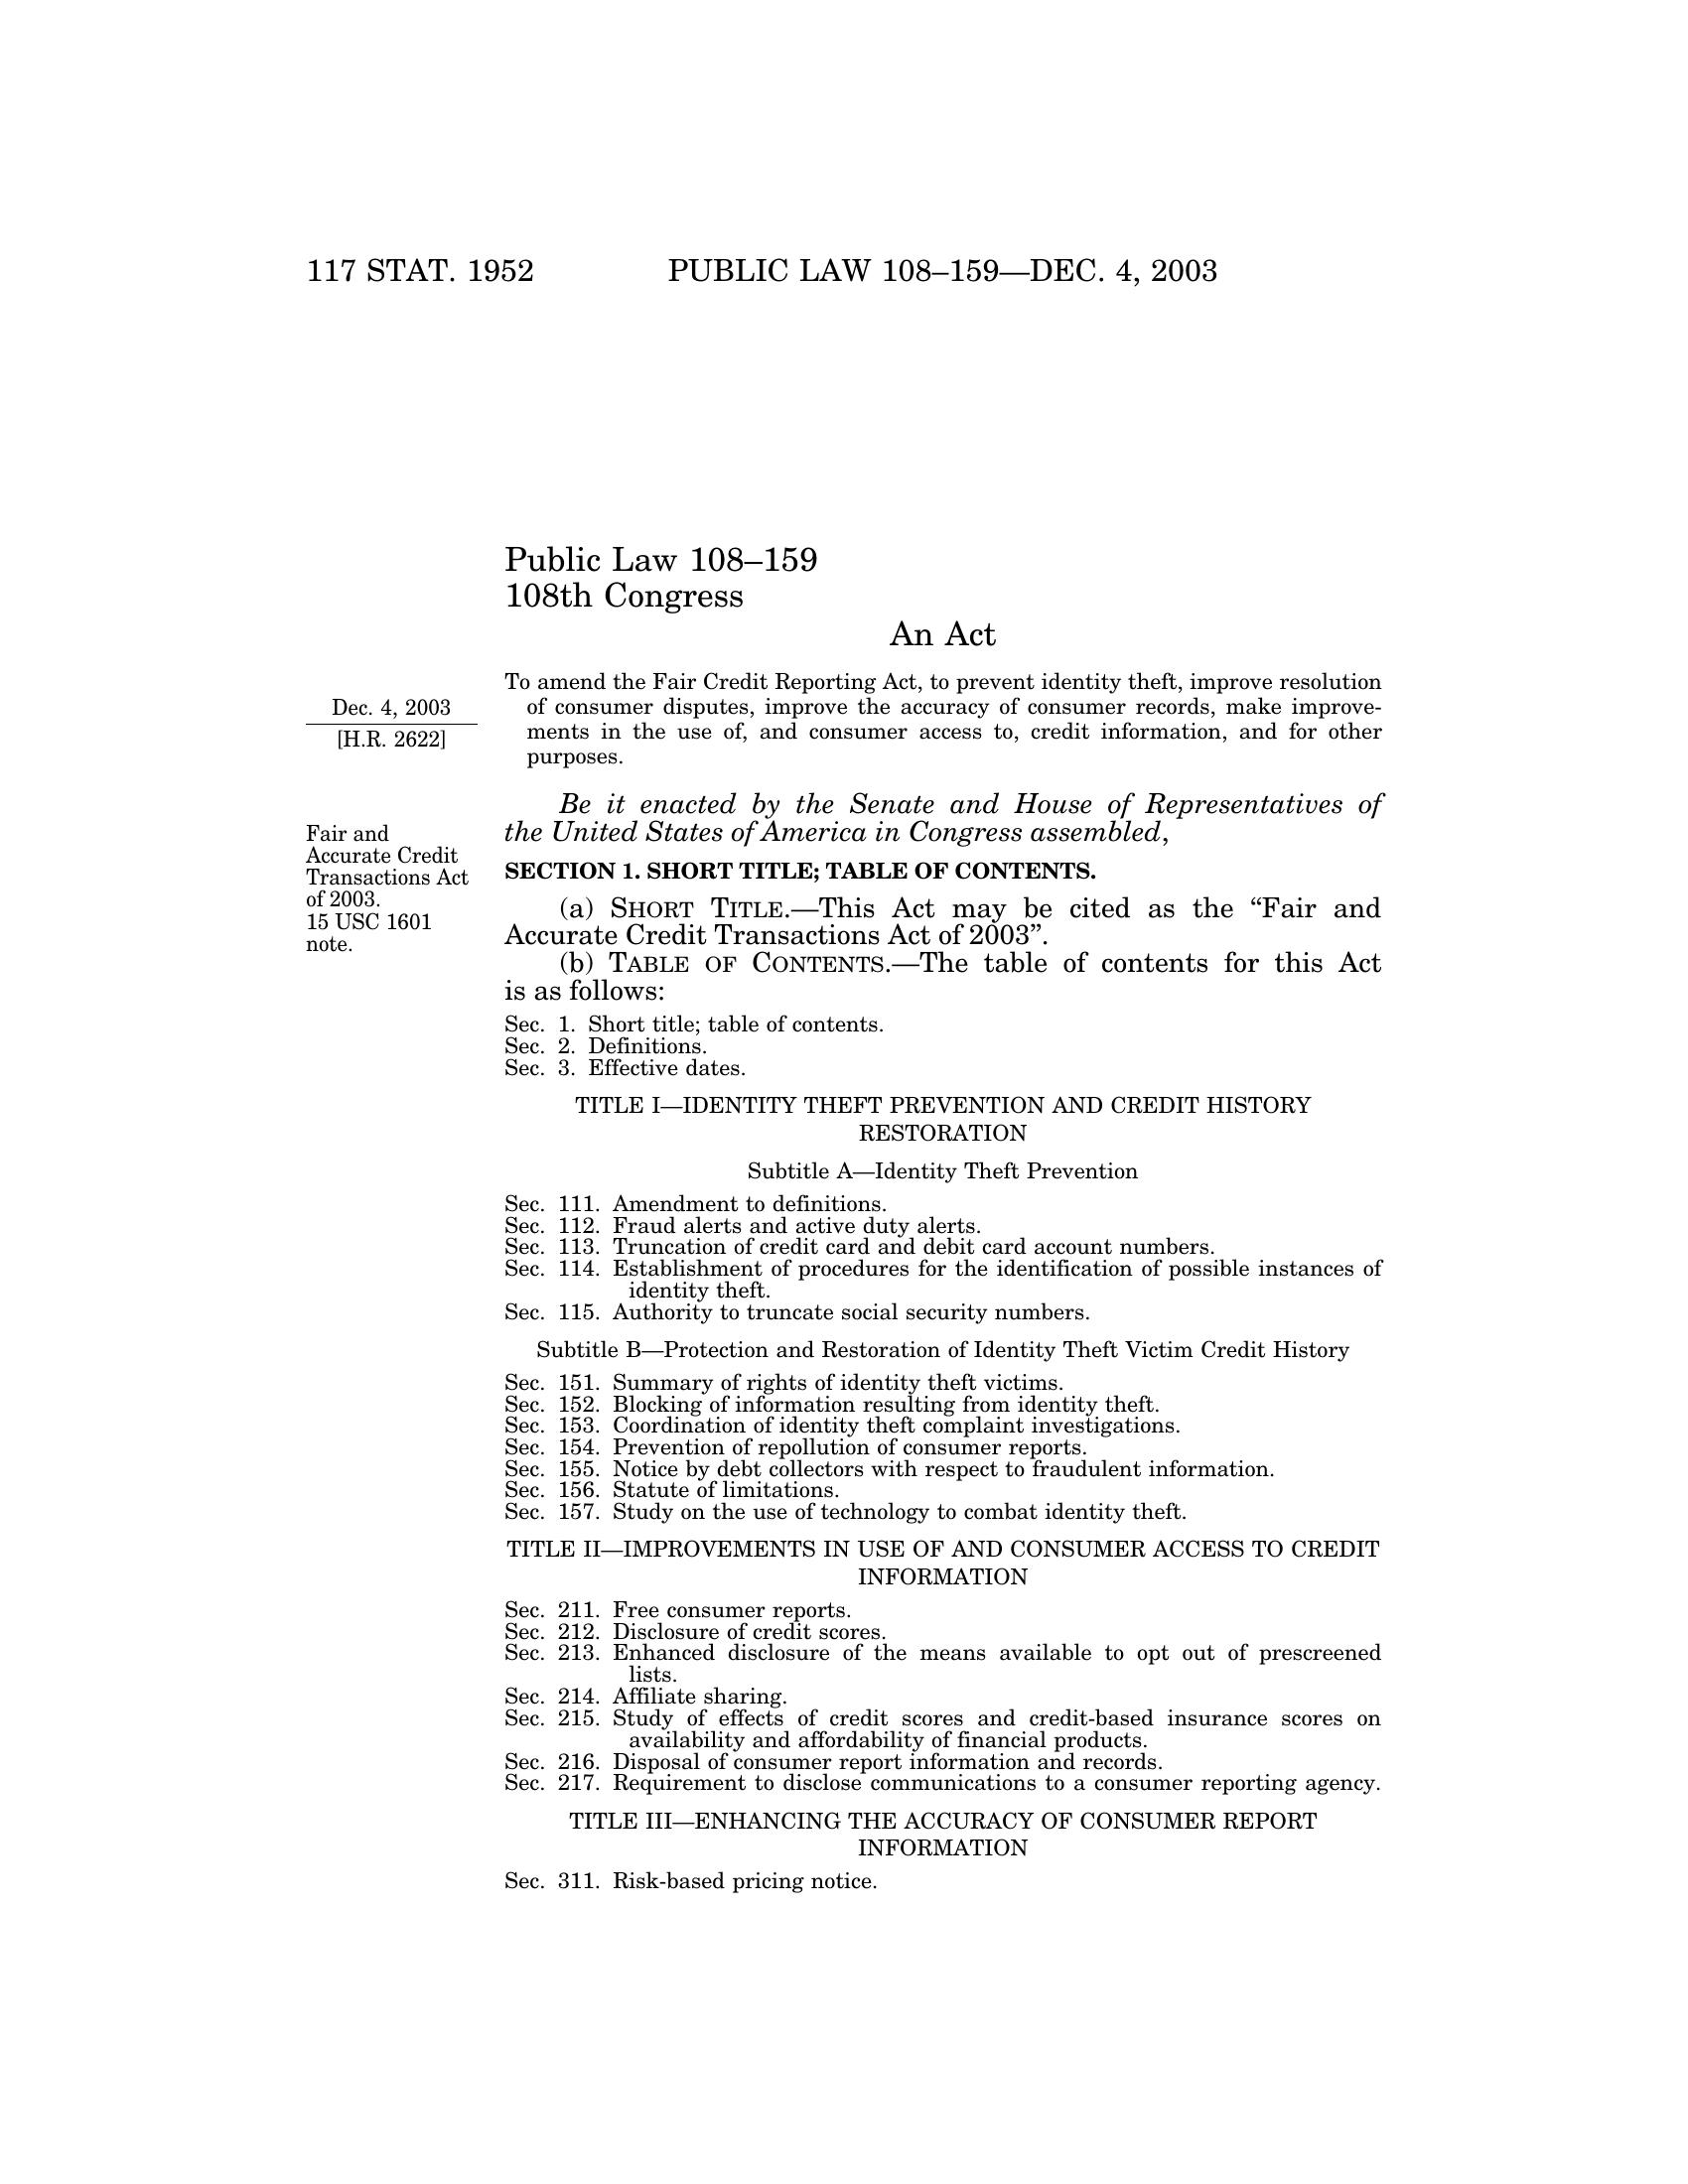 117 STAT. 1952 PUBLIC LAW 108–159—DEC. 4, 2003
Public Law 108–159
108th Congress
An Act
Dec. 4, 2003
[H.R. 2622]
To amend the Fair Credit Reporting Act, to prevent identity theft, improve resolution
of consumer disputes, improve the accuracy of consumer records, make improve-
ments in the use of, and consumer access to, credit information, and for other
purposes.
Be it enacted by the Senate and House of Representatives of
the United States of America in Congress assembled,
Fair and
Accurate Credit
Transactions Act
of 2003.
15 USC 1601
note.
SECTION 1. SHORT TITLE; TABLE OF CONTENTS.
(a) SHORT TITLE.—This Act may be cited as the “Fair and
Accurate Credit Transactions Act of 2003”.
(b) TABLE OF CONTENTS.—The table of contents for this Act
is as follows:
Sec. 1. Short title; table of contents.
Sec. 2. Definitions.
Sec. 3. Effective dates.
TITLE I—IDENTITY THEFT PREVENTION AND CREDIT HISTORY
RESTORATION
Subtitle A—Identity Theft Prevention
Sec. 111. Amendment to definitions.
Sec. 112. Fraud alerts and active duty alerts.
Sec. 113. Truncation of credit card and debit card account numbers.
Sec. 114. Establishment of procedures for the identification of possible instances of
identity theft.
Sec. 115. Authority to truncate social security numbers.
Subtitle B—Protection and Restoration of Identity Theft Victim Credit History
Sec. 151. Summary of rights of identity theft victims.
Sec. 152. Blocking of information resulting from identity theft.
Sec. 153. Coordination of identity theft complaint investigations.
Sec. 154. Prevention of repollution of consumer reports.
Sec. 155. Notice by debt collectors with respect to fraudulent information.
Sec. 156. Statute of limitations.
Sec. 157. Study on the use of technology to combat identity theft.
TITLE II—IMPROVEMENTS IN USE OF AND CONSUMER ACCESS TO CREDIT
INFORMATION
Sec. 211. Free consumer reports.
Sec. 212. Disclosure of credit scores.
Sec. 213. Enhanced disclosure of the means available to opt out of prescreened
lists.
Sec. 214. Affiliate sharing.
Sec. 215. Study of effects of credit scores and credit-based insurance scores on
availability and affordability of financial products.
Sec. 216. Disposal of consumer report information and records.
Sec. 217. Requirement to disclose communications to a consumer reporting agency.
TITLE III—ENHANCING THE ACCURACY OF CONSUMER REPORT
INFORMATION
Sec. 311. Risk-based pricing notice.